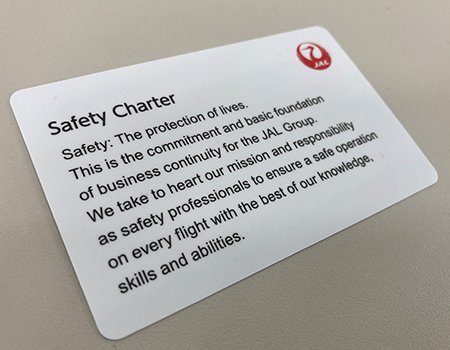 JAL
Safety Charter
Safety: The protection of lives.
This is the commitment and basic foundation
of business continuity for the JAL Group.
We take to heart our mission and responsibility
as safety professionals to ensure a safe operation
on every flight with the best of our knowledge,
skills and abilities.